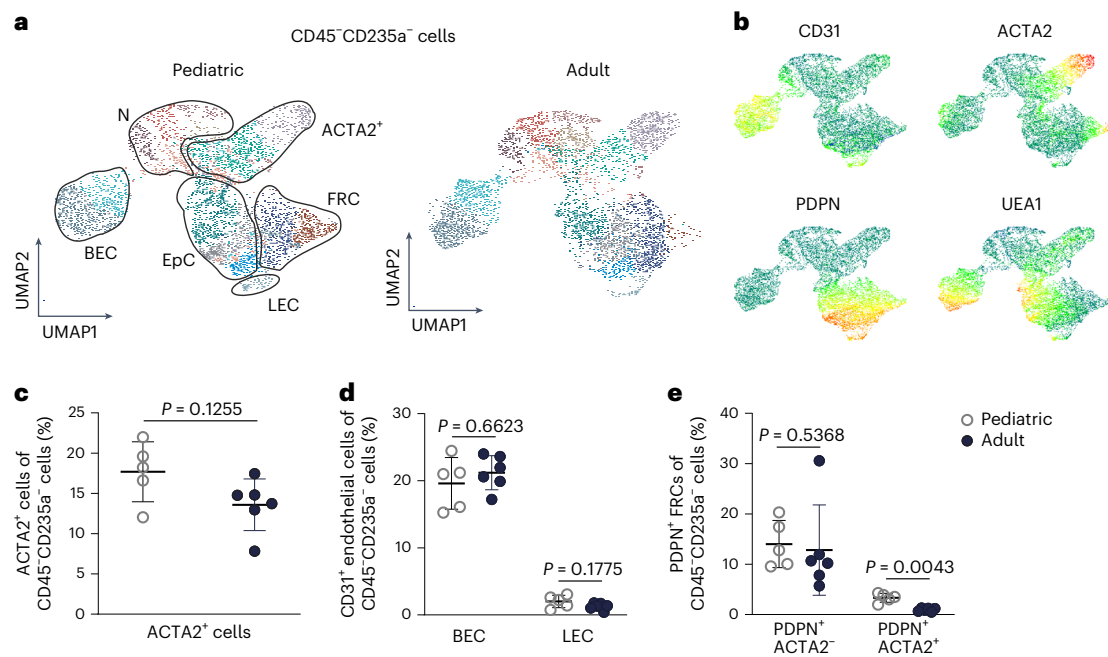 a
CD45⁻CD235a⁻ cells
Pediatric
Adult
N
ACTA2⁺
FRC
BEC
EpC
LEC
UMAP2
UMAP1
UMAP2
UMAP1
b
CD31
ACTA2
PDPN
UEA1
c
ACTA2⁺ cells of
CD45⁻CD235a⁻ cells (%)
25
20
15
10
5
0
P = 0.1255
ACTA2⁺ cells
d
CD31⁺ endothelial cells of
CD45⁻CD235a⁻ cells (%)
30
20
10
0
P = 0.6623
P = 0.1775
BEC
LEC
e
PDPN⁺ FRCs of
CD45⁻CD235a⁻ cells (%)
40
30
20
10
0
P = 0.5368
P = 0.0043
PDPN⁺
ACTA2⁻
PDPN⁺
ACTA2⁺
Pediatric
Adult